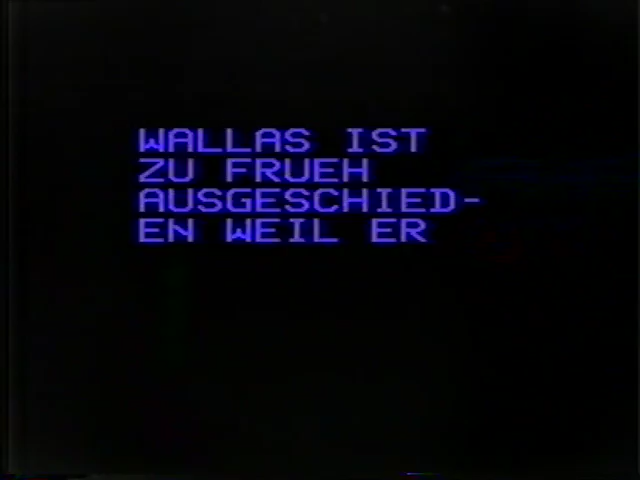 WALLAS IST
ZU FRUEH
AUSGESCHIED-
EN WEIL ER